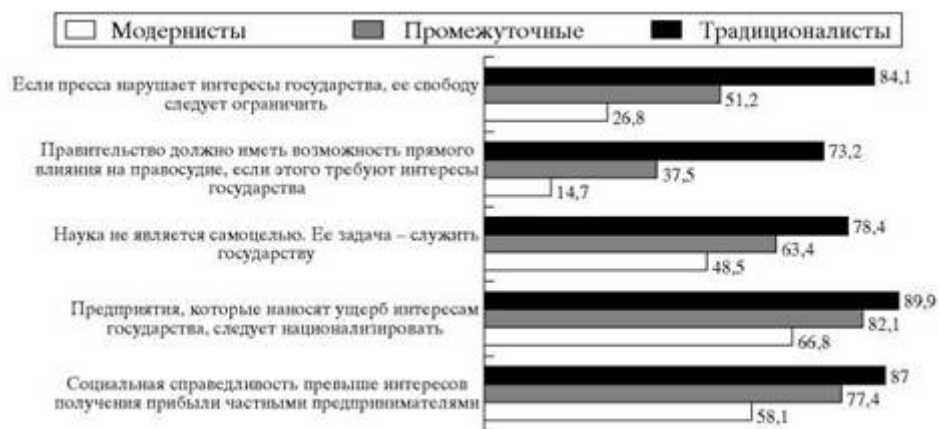 Модернисты Промежуточные Традиционалисты
Если пресса нарушает интересы государства, ее свободу
следует ограничить
84,1
51,2
26,8
Правительство должно иметь возможность прямого
влияния на правосудие, если этого требуют интересы
государства
73,2
37,5
14,7
Наука не является самоцелью. Ее задача – служить
государству
78,4
63,4
48,5
Предприятия, которые наносят ущерб интересам
государства, следует национализировать
89,9
82,1
66,8
Социальная справедливость превыше интересов
получения прибыли частными предпринимателями
87
77,4
58,1